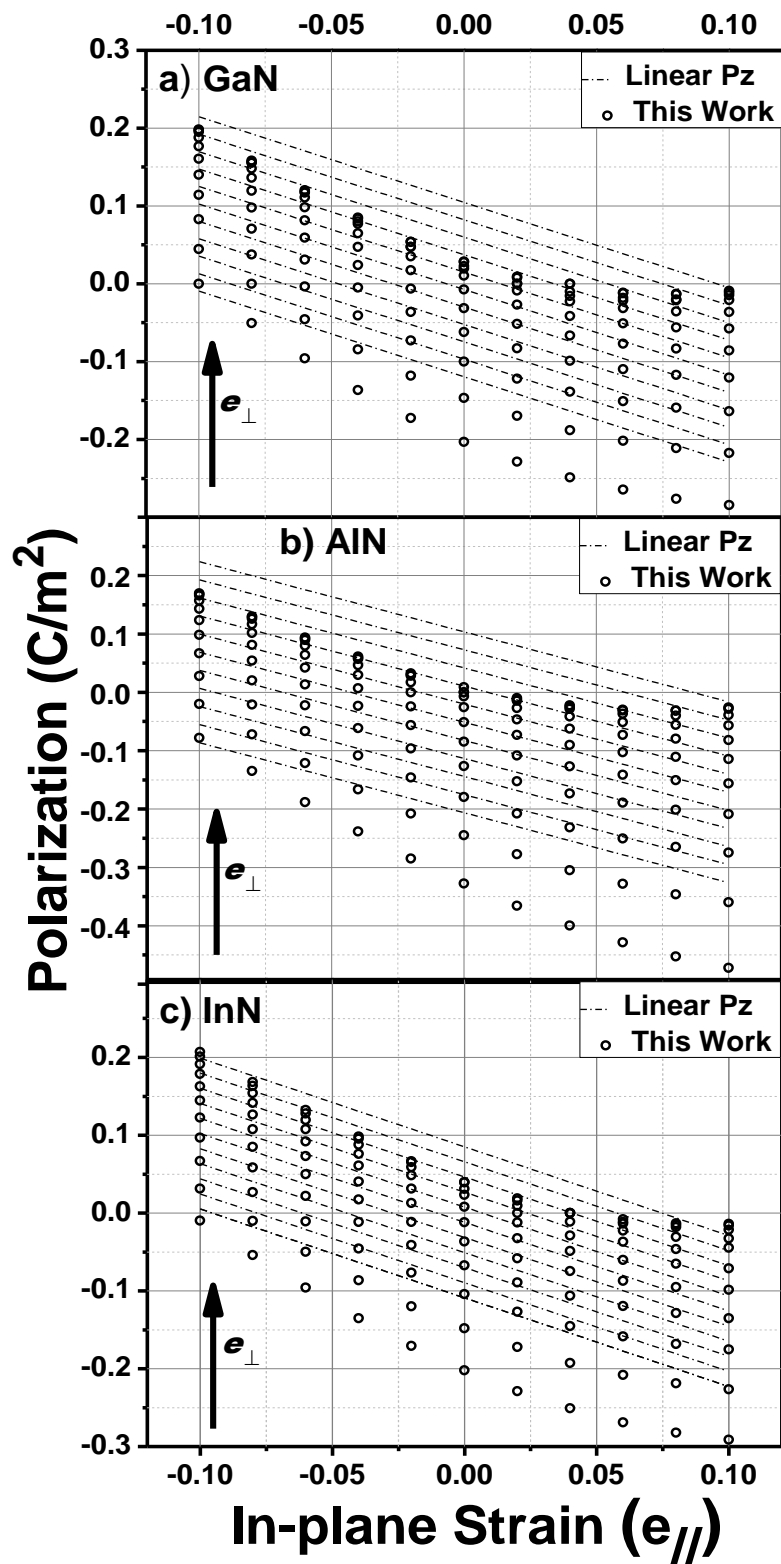 -0.10 -0.05 0.00 0.05 0.10
0.3
a) GaN
Linear Pz
This Work
0.2
0.1
0.0
-0.1
-0.2
e⊥
b) AlN
Linear Pz
This Work
0.2
0.1
0.0
-0.1
-0.2
-0.3
-0.4
e⊥
Polarization (C/m²)
c) InN
Linear Pz
This Work
0.2
0.1
0.0
-0.1
-0.2
-0.3
e⊥
-0.10 -0.05 0.00 0.05 0.10
In-plane Strain (e//)